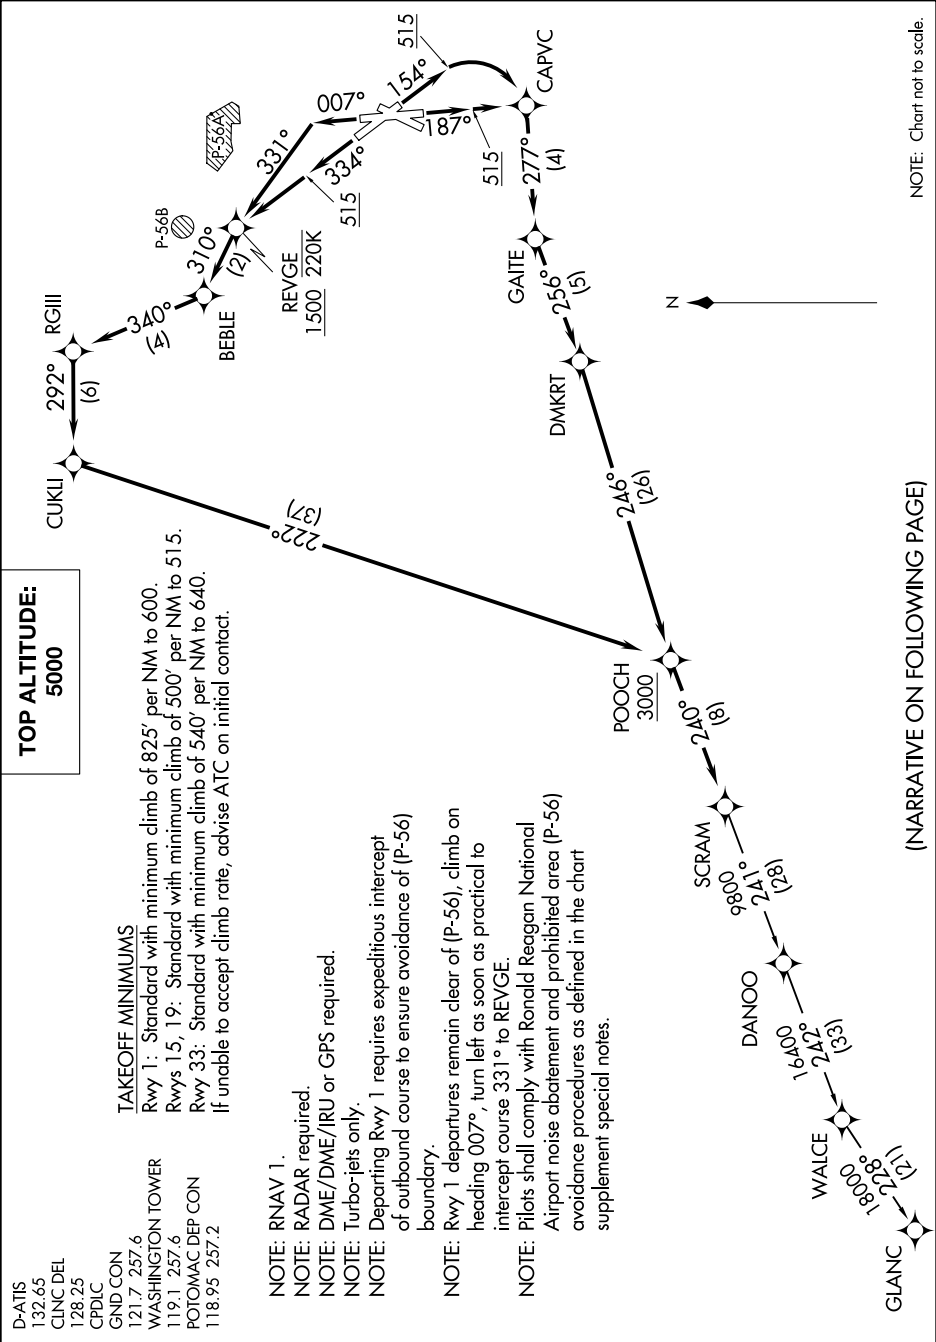 D-ATIS
132.65
CLNC DEL
128.25
CPDLC
GND CON
121.7 257.6
WASHINGTON TOWER
119.1 257.6
POTOMAC DEP CON
118.95 257.2
TAKEOFF MINIMUMS
Rwy 1: Standard with minimum climb of 825' per NM to 600.
Rwys 15, 19: Standard with minimum climb of 500' per NM to 515.
Rwy 33: Standard with minimum climb of 540' per NM to 640.
If unable to accept climb rate, advise ATC on initial contact.
TOP ALTITUDE:
5000
NOTE: RNAV 1.
NOTE: RADAR required.
NOTE: DME/DME/IRU or GPS required.
NOTE: Turbo-jets only.
NOTE: Departing Rwy 1 requires expeditious intercept
of outbound course to ensure avoidance of (P-56)
boundary.
NOTE: Rwy 1 departures remain clear of (P-56), climb on
heading 007°, turn left as soon as practical to
intercept course 331° to REVGE.
NOTE: Pilots shall comply with Ronald Reagan National
Airport noise abatement and prohibited area (P-56)
avoidance procedures as defined in the chart
supplement special notes.
CUKLI
292°
(6)
RGIII
340°
(4)
BEBLE
310°
(2)
P-56B
P-56A
REVGE
1500 220K
331°
334°
515
007°
154°
515
187°
515
CAPVC
277°
(4)
GAITE
256°
(5)
DMKRT
246°
(26)
222°
(37)
POOCH
3000
240°
(8)
SCRAM
9800
241°
(28)
DANOO
16400
242°
(33)
WALCE
18000
228°
(21)
GLANC
N
(NARRATIVE ON FOLLOWING PAGE)
NOTE: Chart not to scale.